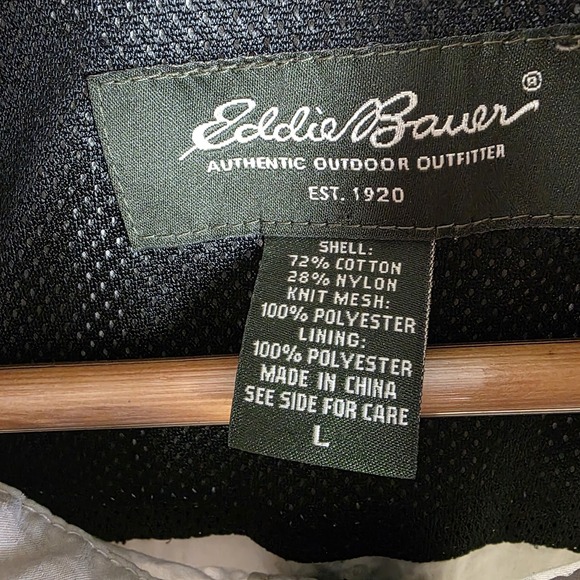 Eddie Bauer®
AUTHENTIC OUTDOOR OUTFITTER
EST. 1920
SHELL:
72% COTTON
28% NYLON
KNIT MESH:
100% POLYESTER
LINING:
100% POLYESTER
MADE IN CHINA
SEE SIDE FOR CARE
L